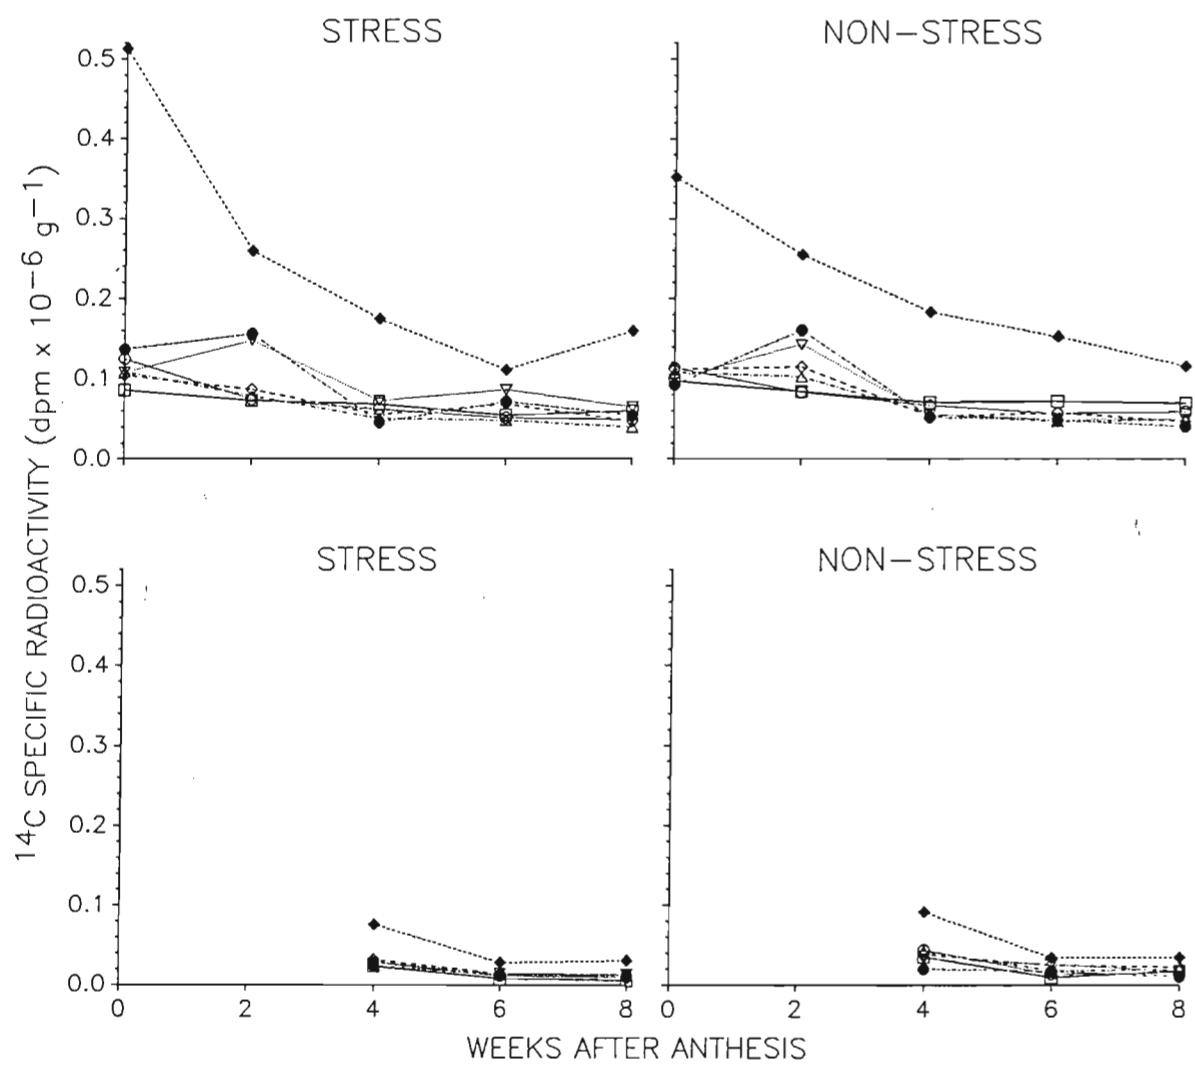 STRESS
NON-STRESS
0.5
0.4
0.3
0.2
0.1
0.0
14C SPECIFIC RADIOACTIVITY (dpm x 10-6 g-1)
STRESS
NON-STRESS
0.5
0.4
0.3
0.2
0.1
0.0
0 2 4 6 8
0 2 4 6 8
WEEKS AFTER ANTHESIS